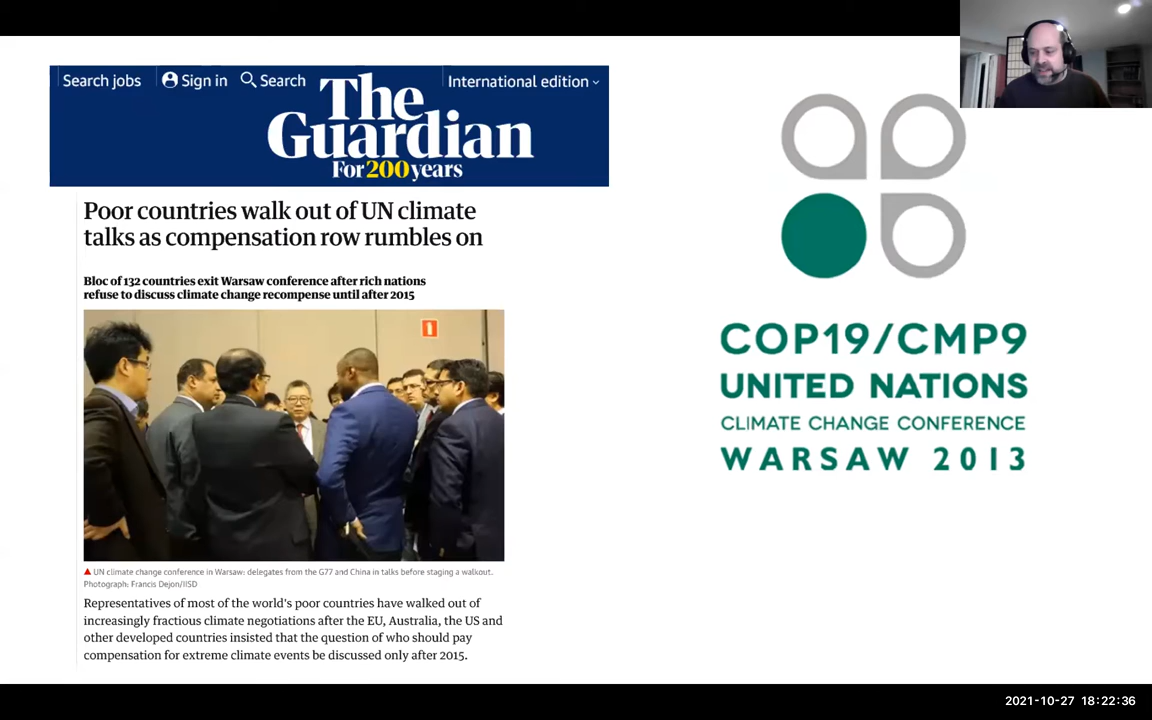 Search jobs Sign in Search International edition
The
Guardian
For 200 years
Poor countries walk out of UN climate
talks as compensation row rumbles on
Bloc of 132 countries exit Warsaw conference after rich nations
refuse to discuss climate change recompense until after 2015
UN climate change conference in Warsaw: delegates from the G77 and China in talks before staging a walkout.
Photograph: Francis Dejon/IISD
Representatives of most of the world's poor countries have walked out of
increasingly fractious climate negotiations after the EU, Australia, the US and
other developed countries insisted that the question of who should pay
compensation for extreme climate events be discussed only after 2015.
COP19/CMP9
UNITED NATIONS
CLIMATE CHANGE CONFERENCE
WARSAW 2013
2021-10-27 18:22:36